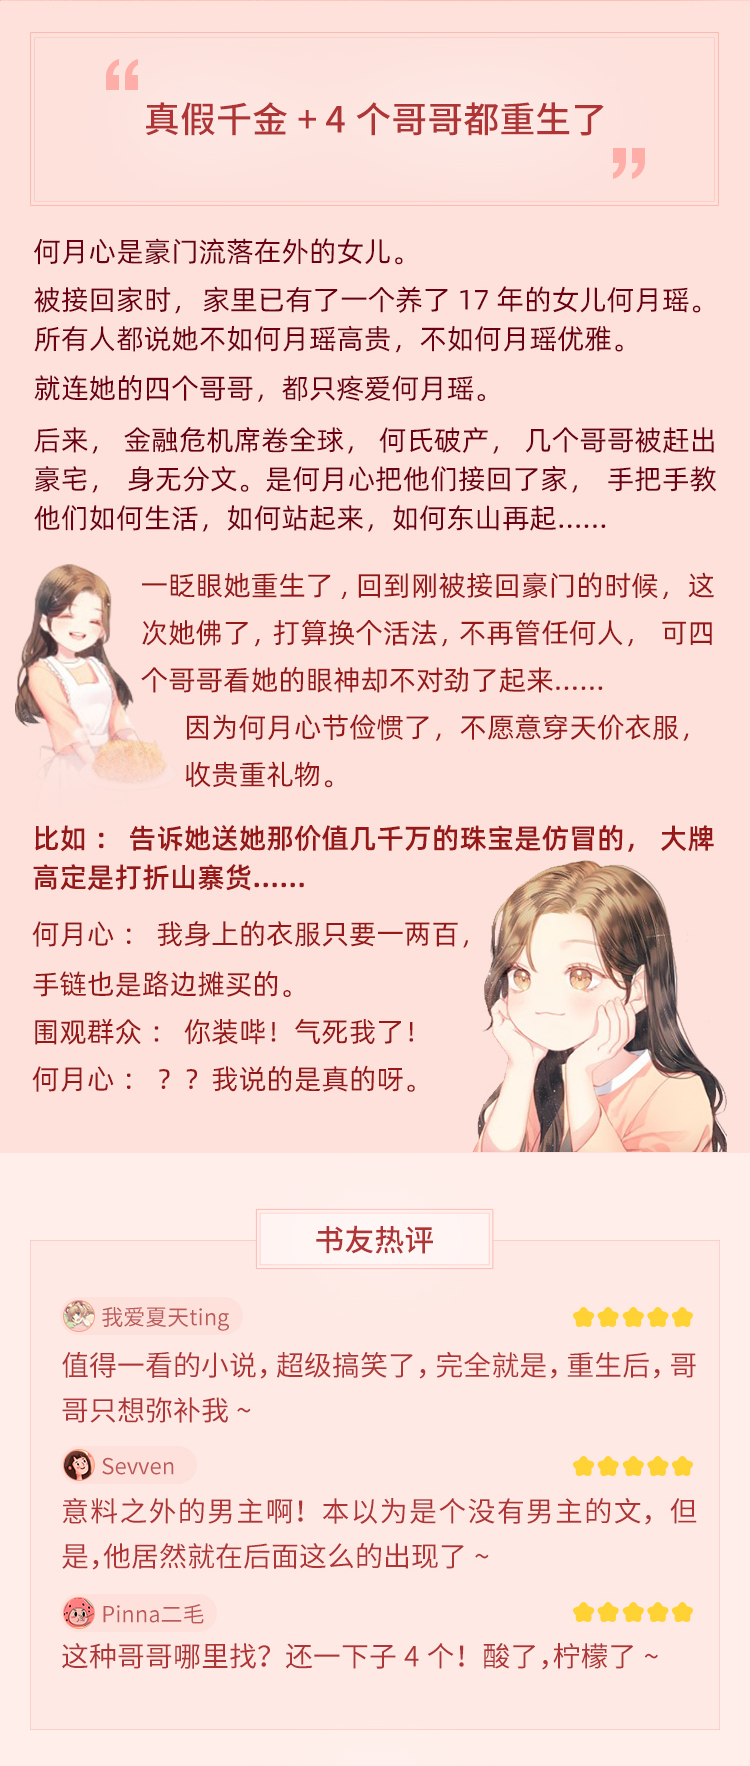 真假千金 + 4 个哥哥都重生了
何月心是豪门流落在外的女儿。
被接回家时， 家里已有了一个养了 17 年的女儿何月瑶。
所有人都说她不如何月瑶高贵，不如何月瑶优雅。
就连她的四个哥哥，都只疼爱何月瑶。
后来， 金融危机席卷全球， 何氏破产， 几个哥哥被赶出
豪宅， 身无分文。是何月心把他们接回了家， 手把手教
他们如何生活，如何站起来，如何东山再起......
一眨眼她重生了 , 回到刚被接回豪门的时候，这
次她佛了, 打算换个活法, 不再管任何人， 可四
个哥哥看她的眼神却不对劲了起来......
因为何月心节俭惯了，不愿意穿天价衣服，
收贵重礼物。
比如： 告诉她送她那价值几千万的珠宝是仿冒的， 大牌
高定是打折山寨货......
何月心： 我身上的衣服只要一两百，
手链也是路边摊买的。
围观群众： 你装哔！气死我了！
何月心： ？？我说的是真的呀。
书友热评
我爱夏天ting
值得一看的小说, 超级搞笑了, 完全就是, 重生后, 哥
哥只想弥补我 ~
Sevven
意料之外的男主啊！本以为是个没有男主的文，但
是,他居然就在后面这么的出现了 ~
Pinna二毛
这种哥哥哪里找？还一下子 4 个！酸了,柠檬了 ~